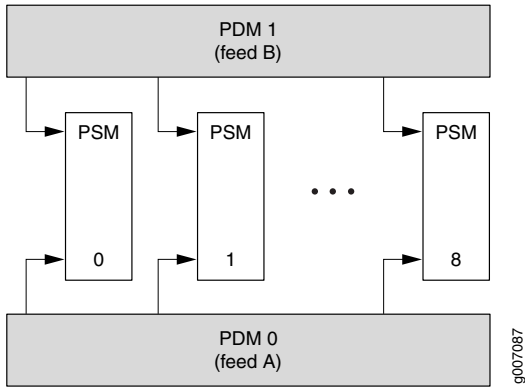 PDM 1
(feed B)
PSM
PSM
PSM
0
1
8
PDM 0
(feed A)
g007087